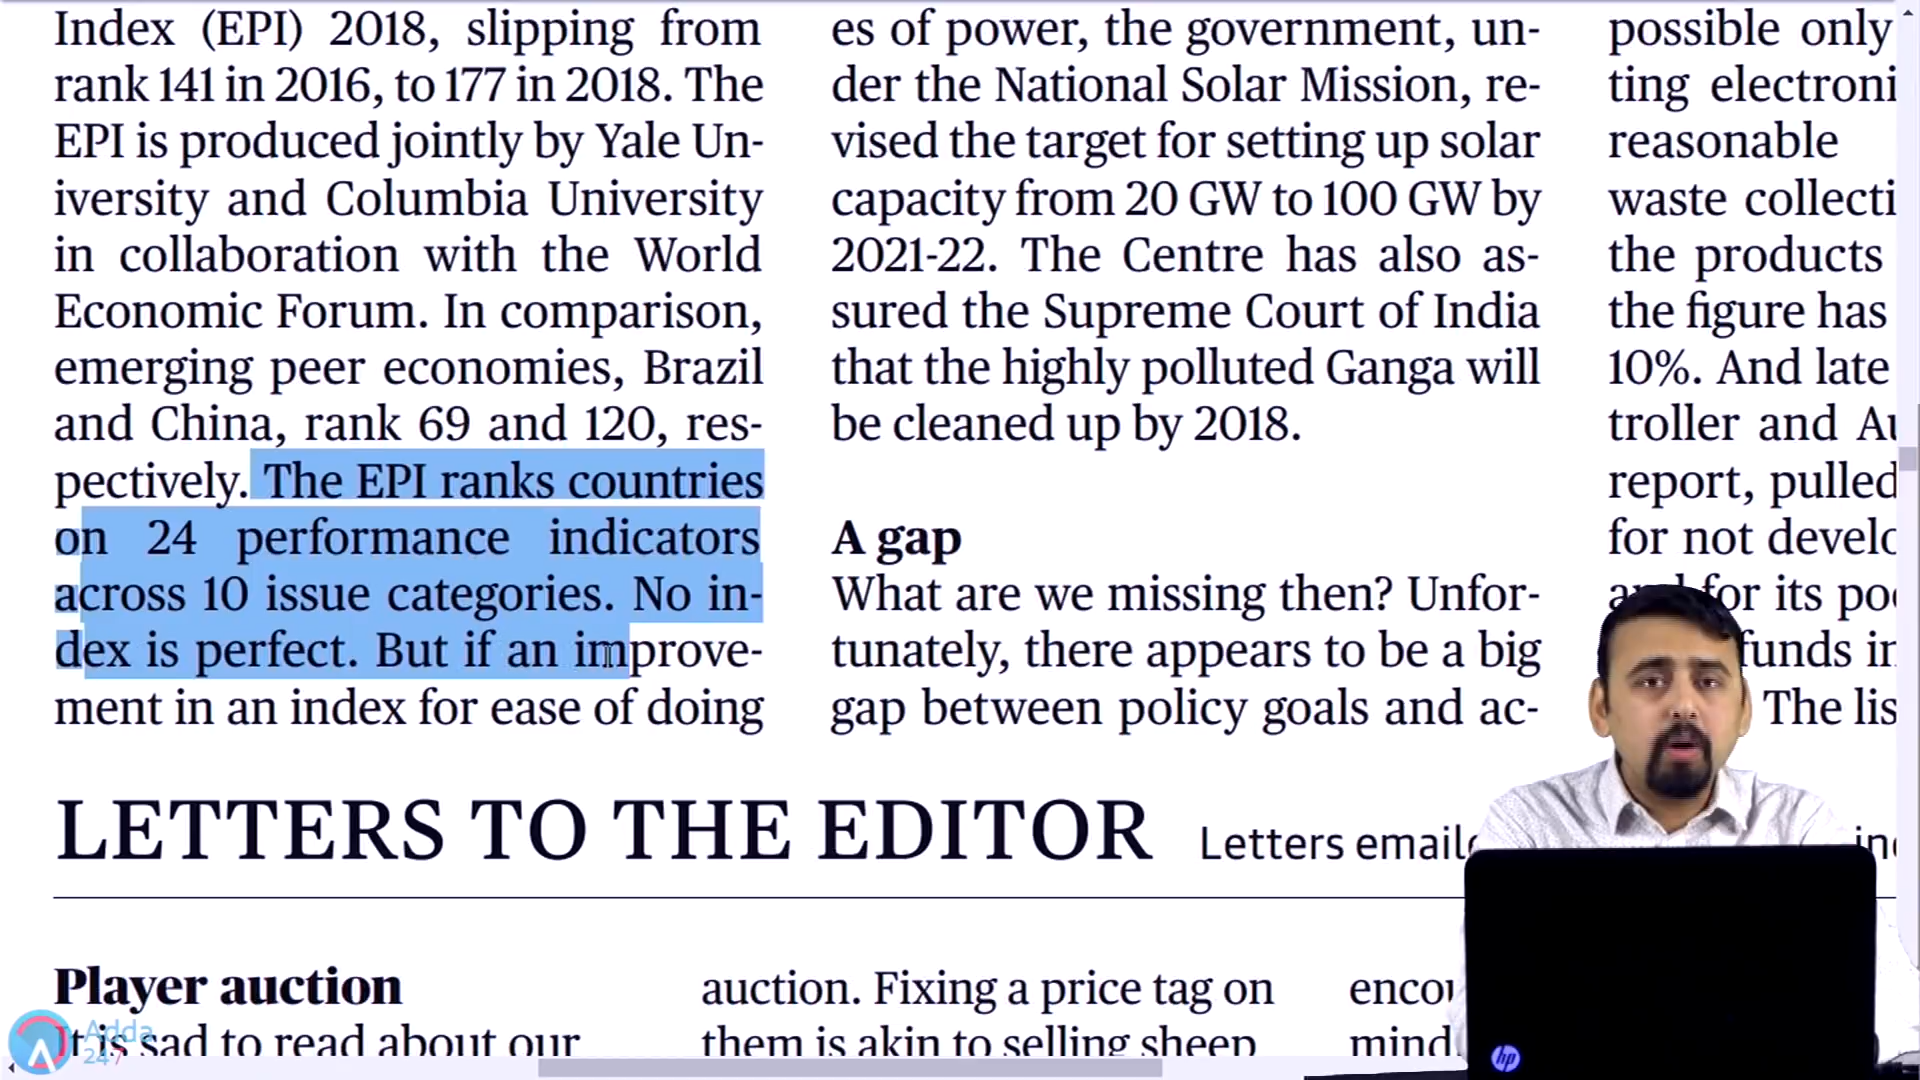 Index (EPI) 2018, slipping from
rank 141 in 2016, to 177 in 2018. The
EPI is produced jointly by Yale Un-
iversity and Columbia University
in collaboration with the World
Economic Forum. In comparison,
emerging peer economies, Brazil
and China, rank 69 and 120, res-
pectively. The EPI ranks countries
on 24 performance indicators
across 10 issue categories. No in-
dex is perfect. But if an improve-
ment in an index for ease of doing
es of power, the government, un-
der the National Solar Mission, re-
vised the target for setting up solar
capacity from 20 GW to 100 GW by
2021-22. The Centre has also as-
sured the Supreme Court of India
that the highly polluted Ganga will
be cleaned up by 2018.
A gap
What are we missing then? Unfor-
tunately, there appears to be a big
gap between policy goals and ac-
possible only
ting electroni
reasonable
waste collecti
the products
the figure has
10%. And late
troller and Au
report, pulled
for not develo
and for its poo
funds in
The lis
LETTERS TO THE EDITOR Letters emaile
Player auction
It is sad to read about our
auction. Fixing a price tag on
them is akin to selling sheep
encou
mind
Adda
247
hp